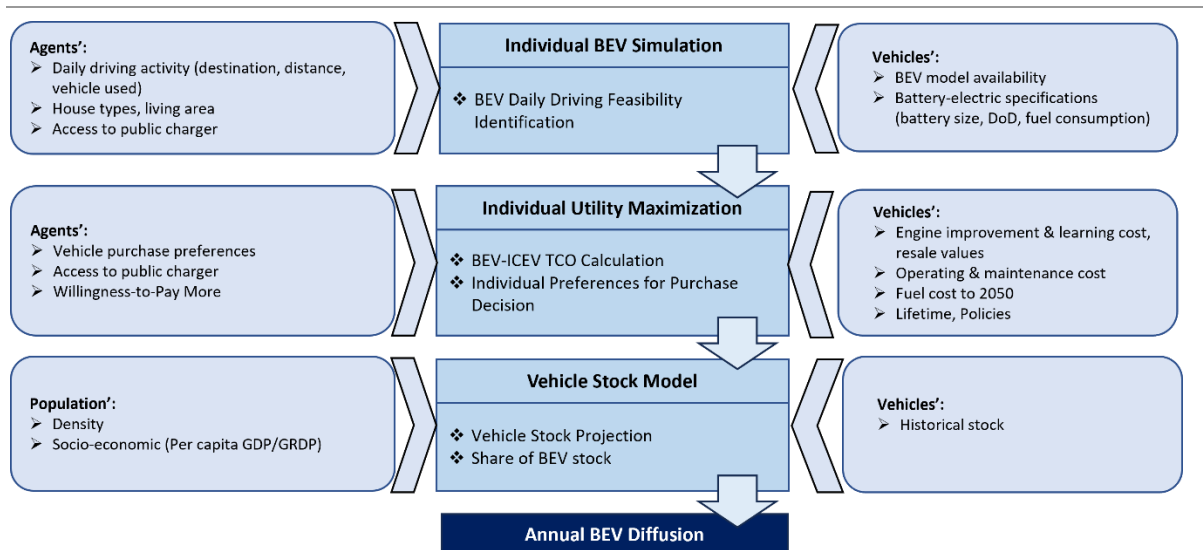 Agents':
➢ Daily driving activity (destination, distance,
vehicle used)
➢ House types, living area
➢ Access to public charger
Individual BEV Simulation
❖ BEV Daily Driving Feasibility
Identification
Vehicles':
➢ BEV model availability
➢ Battery-electric specifications
(battery size, DoD, fuel consumption)
Agents':
➢ Vehicle purchase preferences
➢ Access to public charger
➢ Willingness-to-Pay More
Individual Utility Maximization
❖ BEV-ICEV TCO Calculation
❖ Individual Preferences for Purchase
Decision
Vehicles':
➢ Engine improvement & learning cost,
resale values
➢ Operating & maintenance cost
➢ Fuel cost to 2050
➢ Lifetime, Policies
Population':
➢ Density
➢ Socio-economic (Per capita GDP/GRDP)
Vehicle Stock Model
❖ Vehicle Stock Projection
❖ Share of BEV stock
Vehicles':
➢ Historical stock
Annual BEV Diffusion